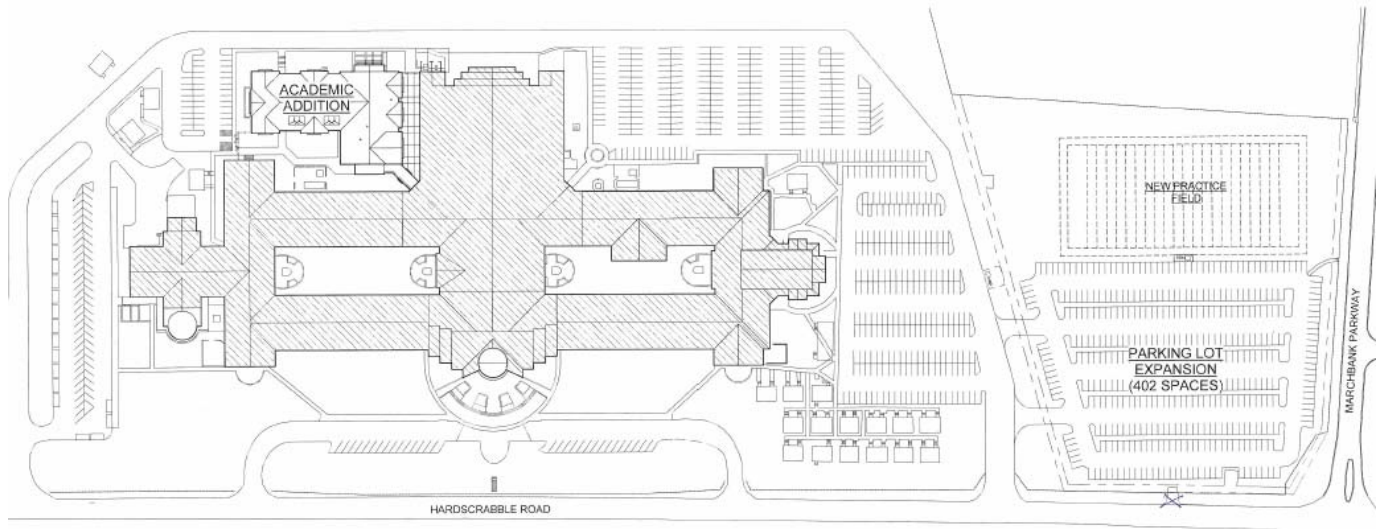 ACADEMIC
ADDITION
NEW PRACTICE
FIELD
PARKING LOT
EXPANSION
(402 SPACES)
MARCHBANK PARKWAY
HARDSCRABBLE ROAD